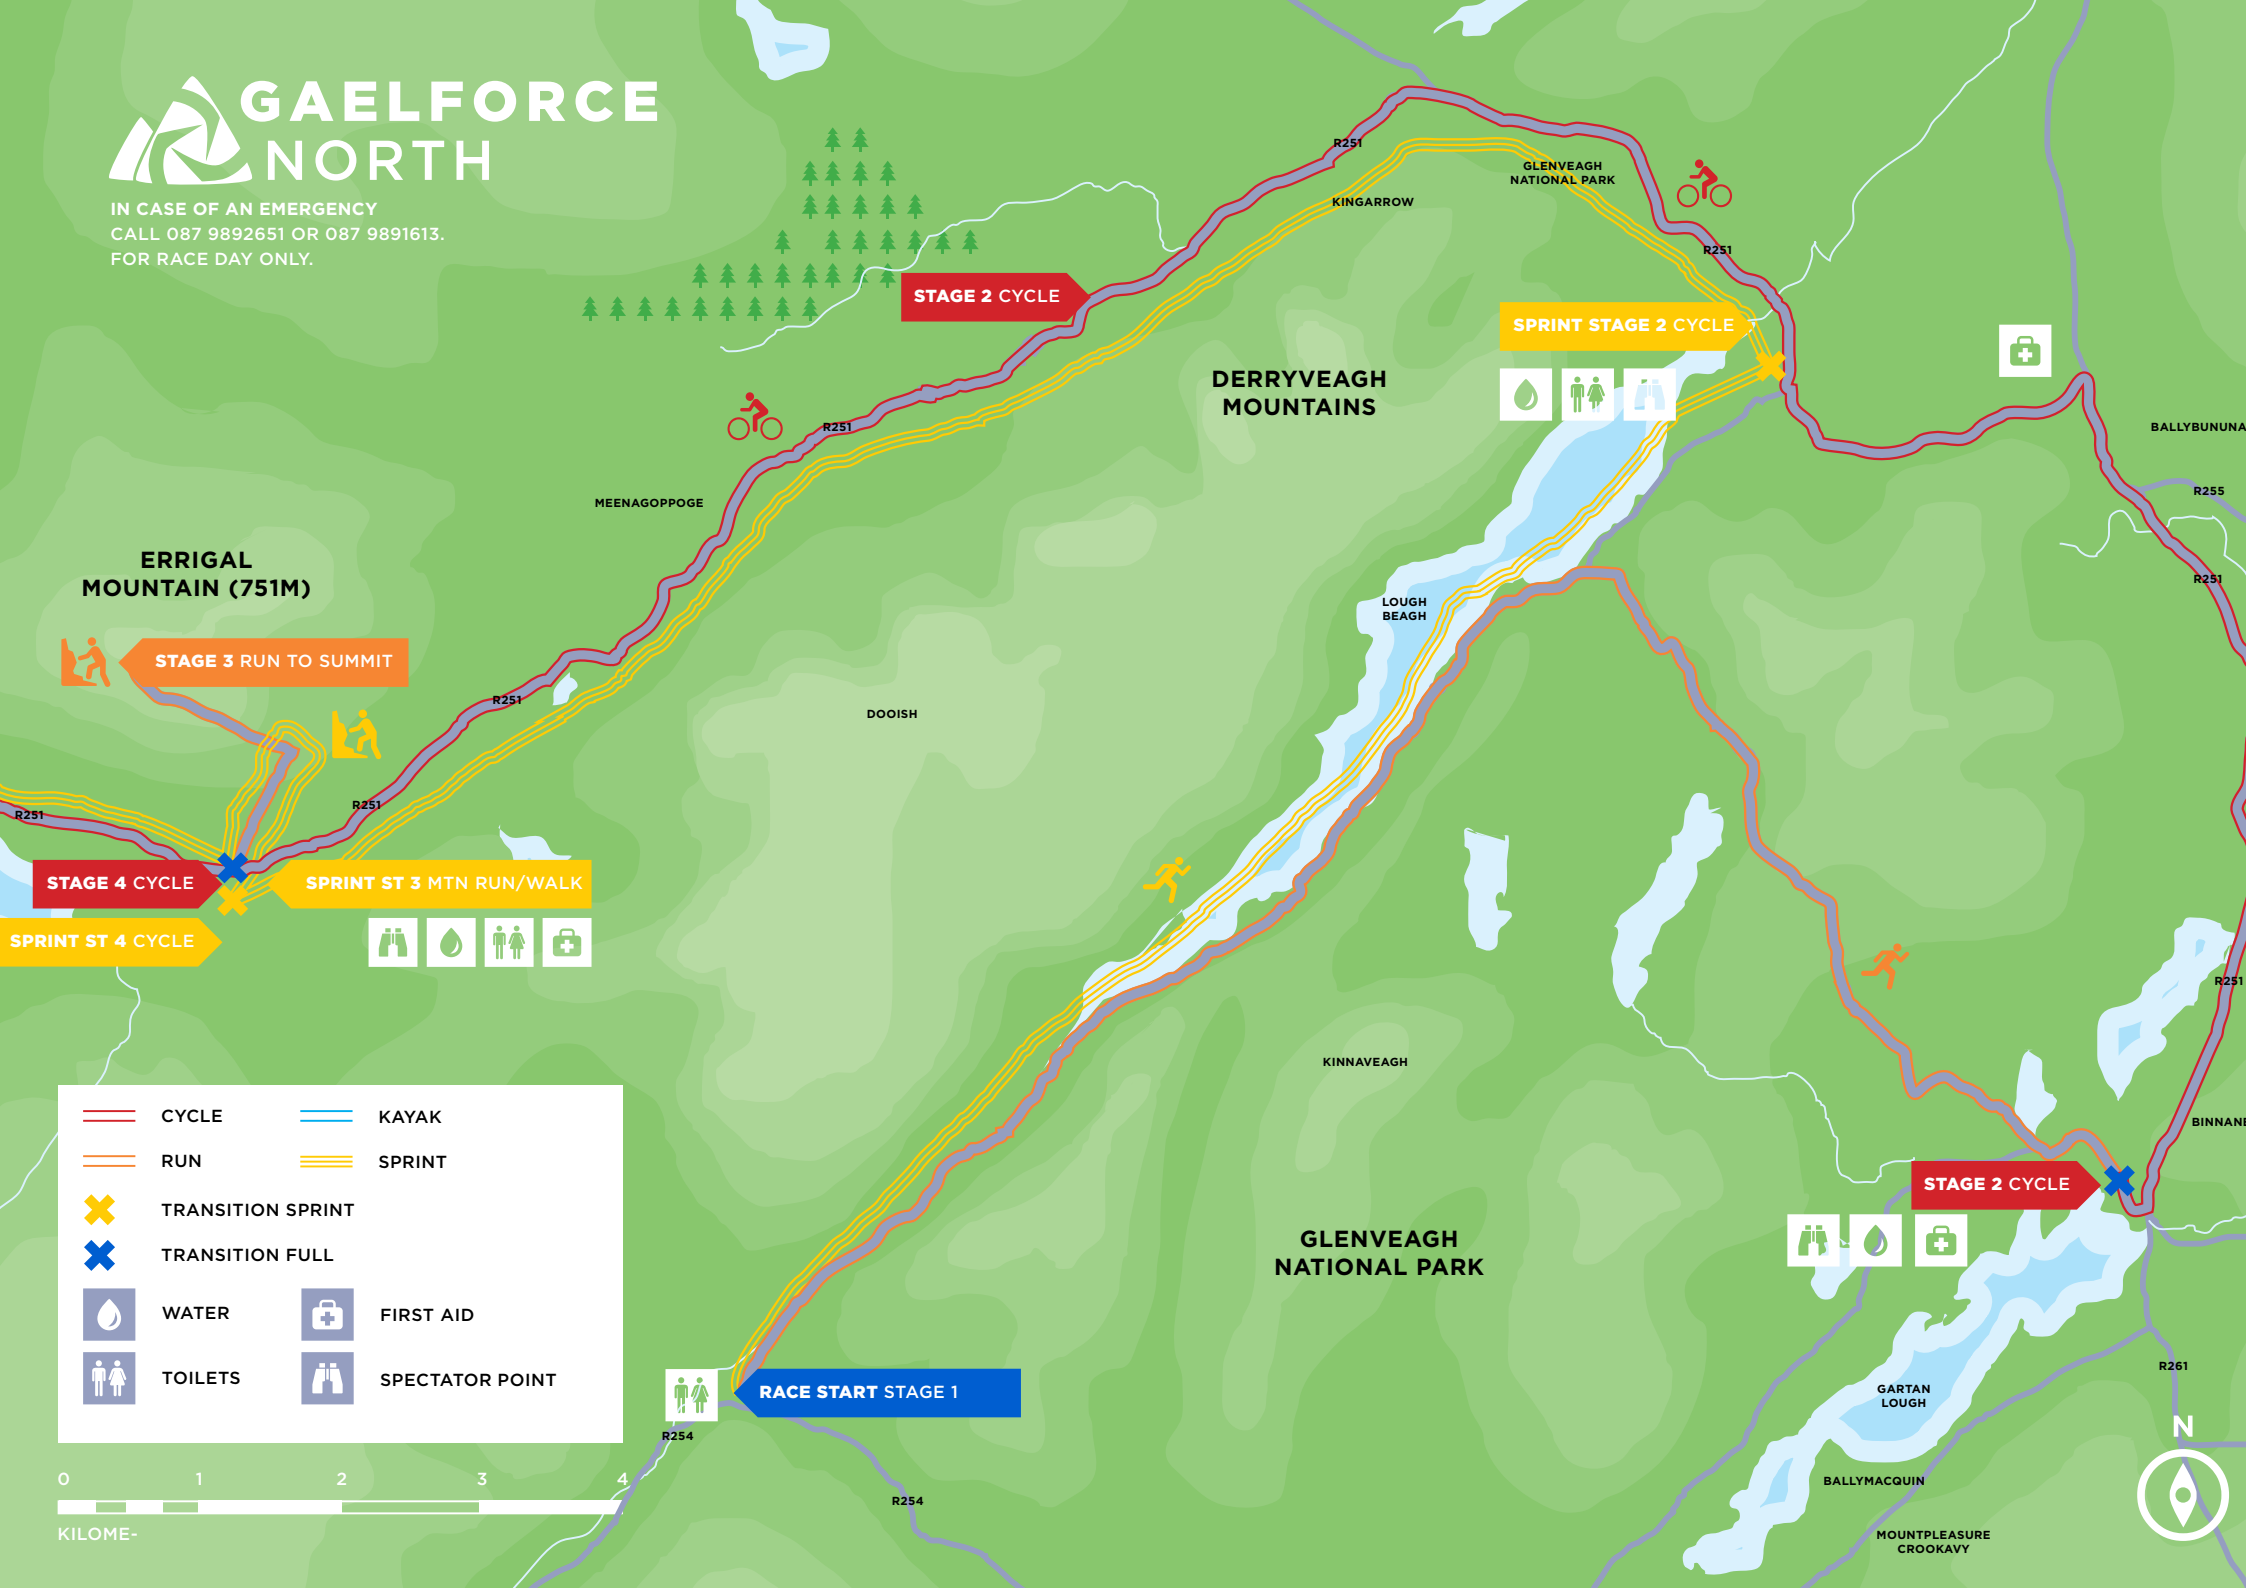 GAELFORCE
NORTH
IN CASE OF AN EMERGENCY
CALL 087 9892651 OR 087 9891613.
FOR RACE DAY ONLY.
R251
GLENVEAGH
NATIONAL PARK
KINGARROW
R251
STAGE 2 CYCLE
SPRINT STAGE 2 CYCLE
DERRYVEAGH
MOUNTAINS
R251
BALLYBUNUNA
R255
MEENAGOPPOGE
ERRIGAL
MOUNTAIN (751M)
R251
LOUGH
BEAGH
STAGE 3 RUN TO SUMMIT
R251
DOOISH
R251
R251
STAGE 4 CYCLE
SPRINT ST 3 MTN RUN/WALK
SPRINT ST 4 CYCLE
R251
KINNAVEAGH
BINNANE
STAGE 2 CYCLE
GLENVEAGH
NATIONAL PARK
CYCLE
KAYAK
RUN
SPRINT
TRANSITION SPRINT
TRANSITION FULL
WATER
FIRST AID
TOILETS
SPECTATOR POINT
RACE START STAGE 1
R254
R254
R261
GARTAN
LOUGH
N
BALLYMACQUIN
MOUNTPLEASURE
CROOKAVY
0 1 2 3 4
KILOME-